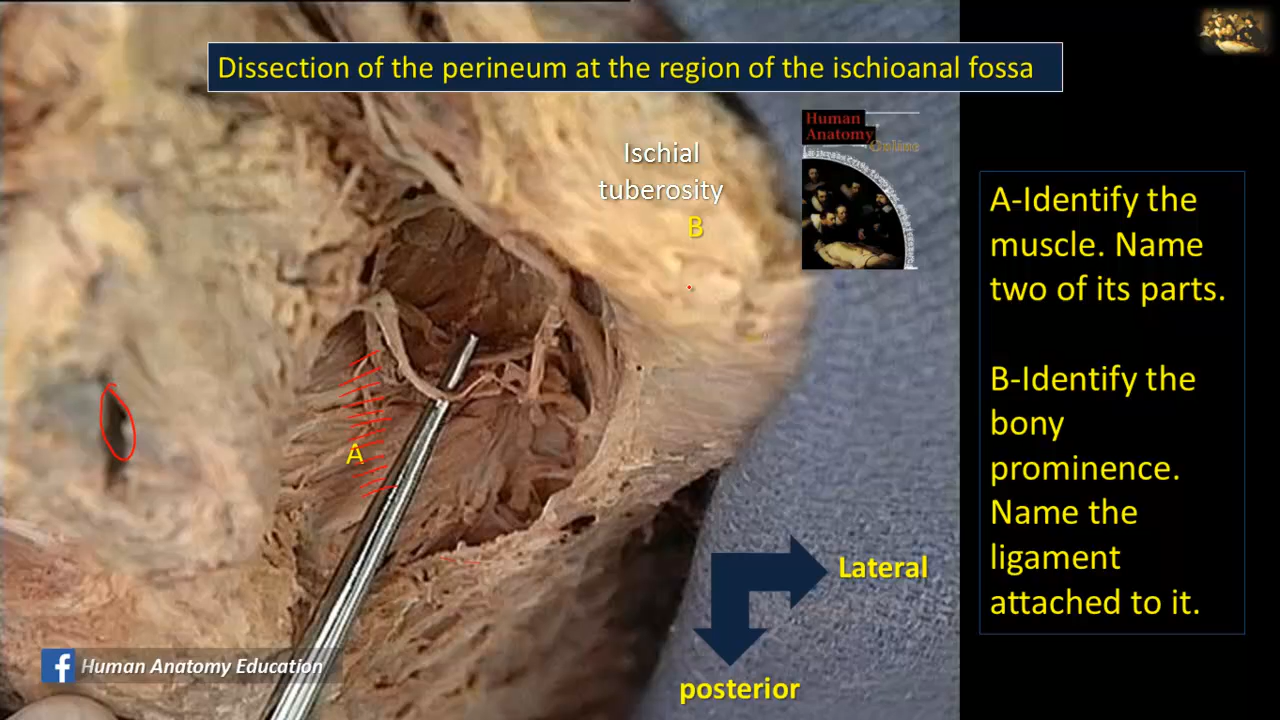 Dissection of the perineum at the region of the ischioanal fossa
Human
Anatomy
Online
Ischial
tuberosity
B
A
A-Identify the
muscle. Name
two of its parts.
B-Identify the
bony
prominence.
Name the
ligament
attached to it.
Lateral
posterior
Human Anatomy Education